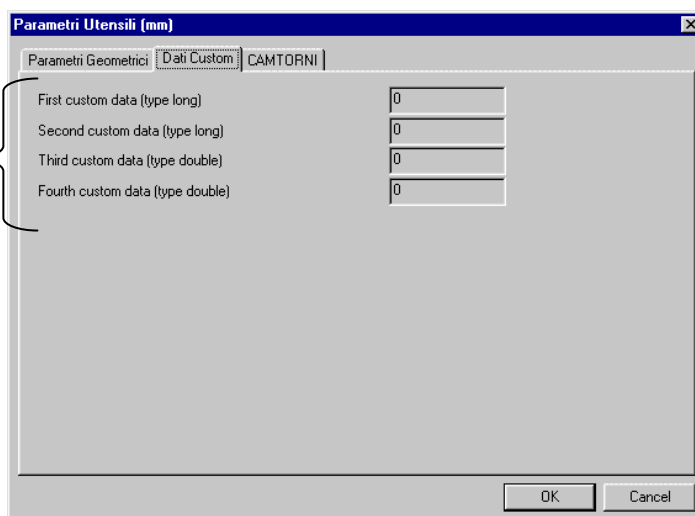 Parametri Utensili (mm)
Parametri Geometrici Dati Custom CAMTORNI
First custom data (type long) 0
Second custom data (type long) 0
Third custom data (type double) 0
Fourth custom data (type double) 0
OK Cancel